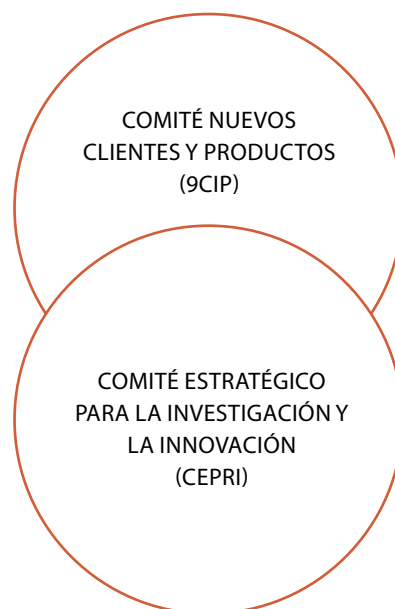 COMITÉ NUEVOS
CLIENTES Y PRODUCTOS
(9CIP)
COMITÉ ESTRATÉGICO
PARA LA INVESTIGACIÓN Y
LA INNOVACIÓN
(CEPRI)